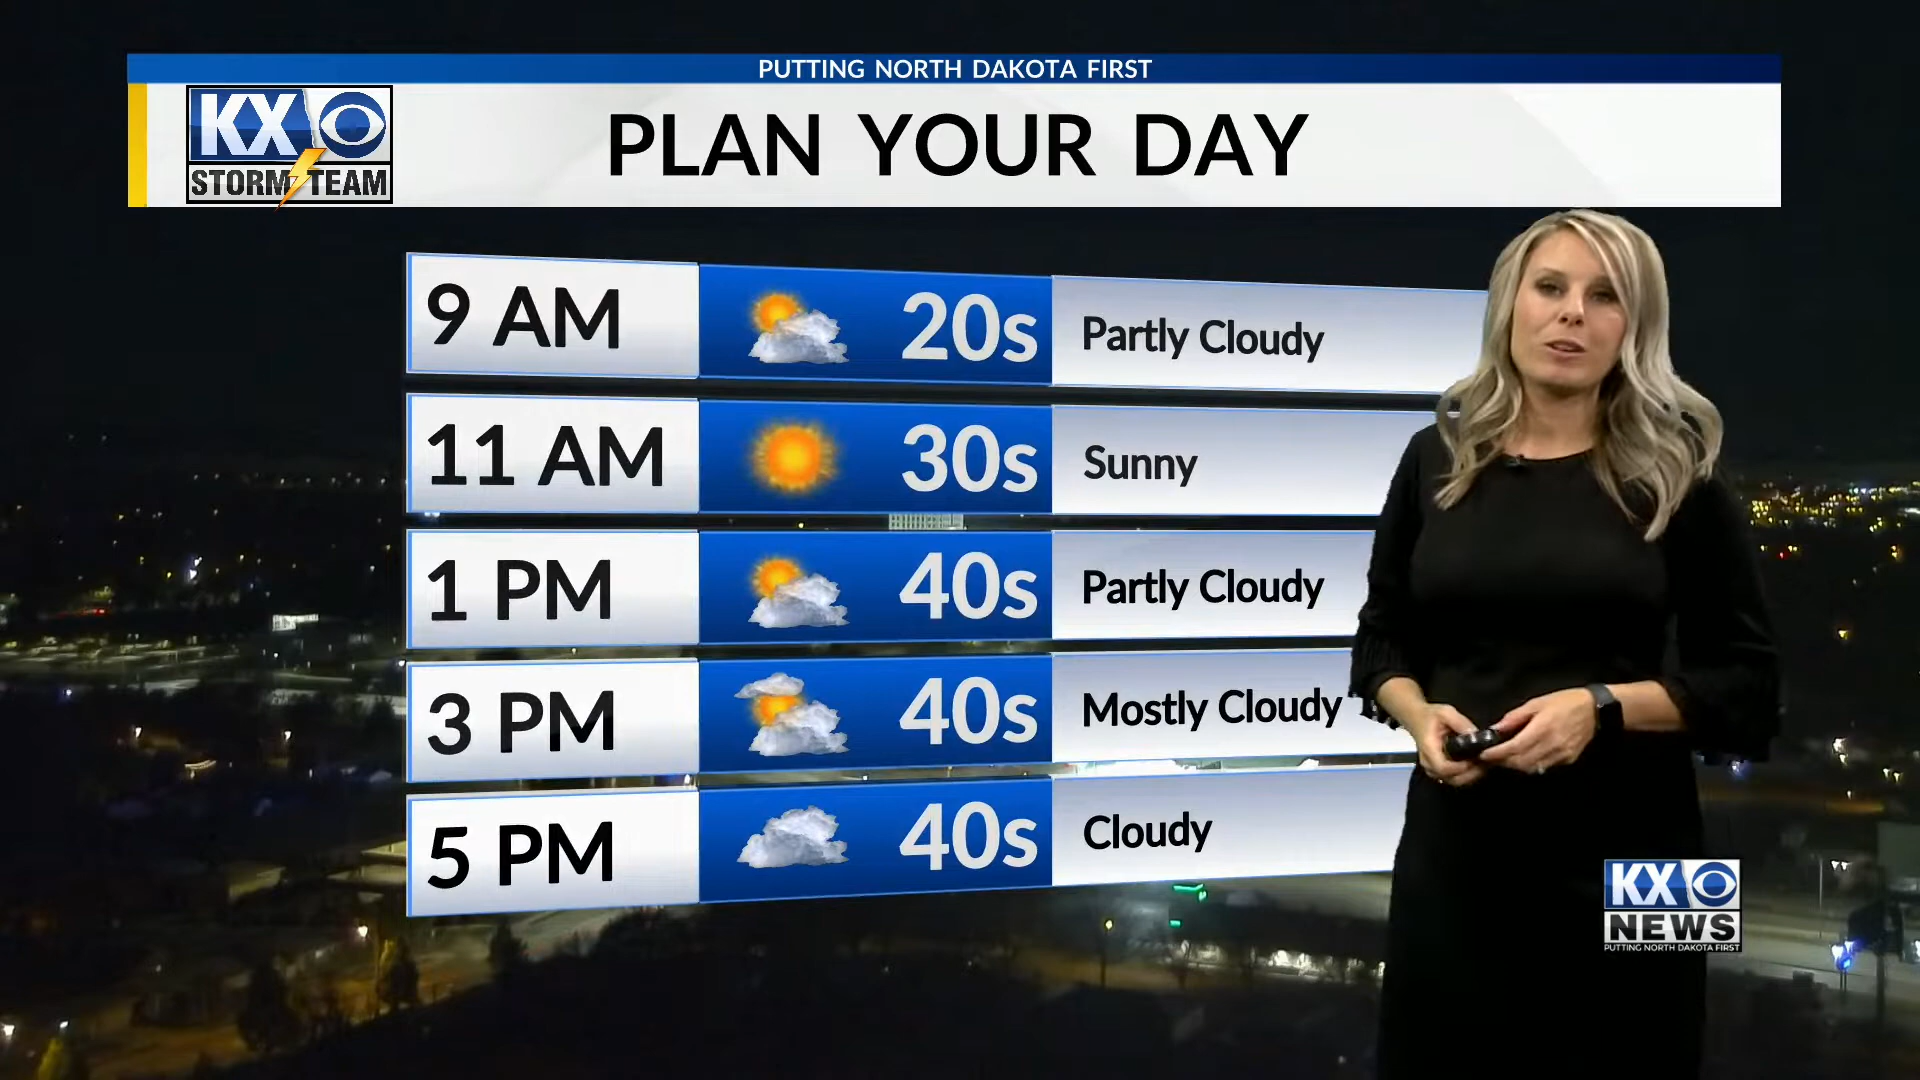 PUTTING NORTH DAKOTA FIRST
KX
STORM TEAM
PLAN YOUR DAY
9 AM 20s Partly Cloudy
11 AM 30s Sunny
1 PM 40s Partly Cloudy
3 PM 40s Mostly Cloudy
5 PM 40s Cloudy
KX
NEWS
PUTTING NORTH DAKOTA FIRST